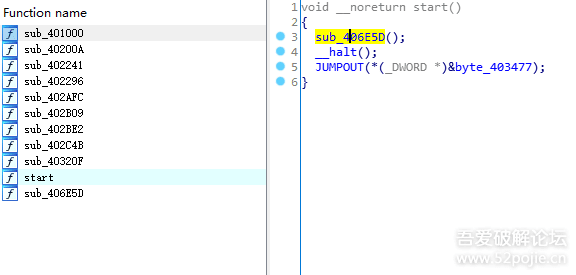 Function name
sub_401000
sub_40200A
sub_402241
sub_402296
sub_402AFC
sub_402B09
sub_402BE2
sub_402C4B
sub_40320F
start
sub_406E5D
1 void __noreturn start()
2 {
3 sub_406E5D();
4 __halt();
5 JUMPOUT(*(_DWORD *)&byte_403477);
6 }
吾爱破解论坛
www.52pojie.cn